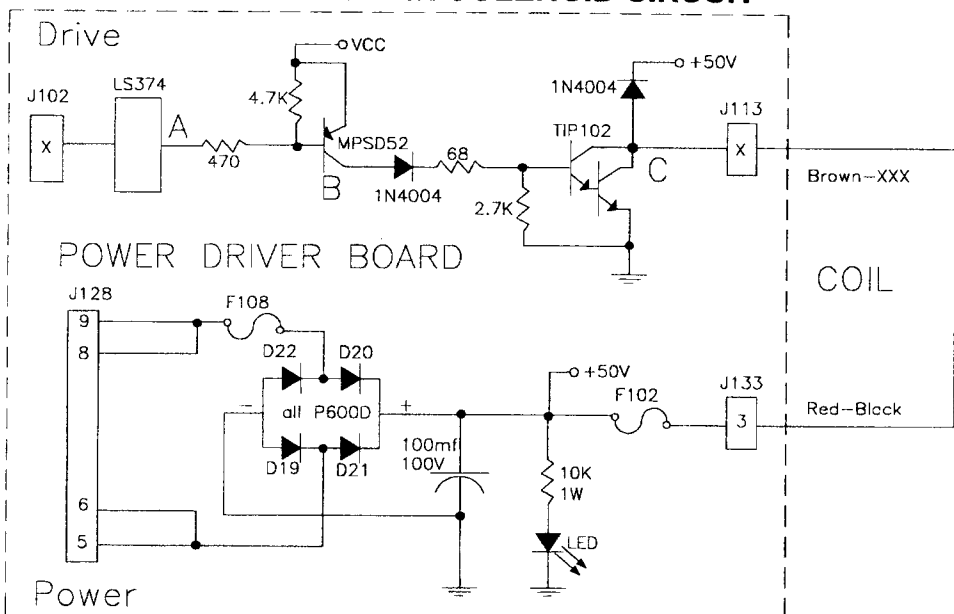 Drive
VCC
+50V
J102
LS374
4.7K
1N4004
J113
X
A
470
MPSD52
B
1N4004
68
TIP102
C
X
2.7K
Brown-XXX
POWER DRIVER BOARD
COIL
J128
F108
9
8
D22
D20
+50V
F102
J133
-
all P600D
+
3
Red-Black
D19
D21
100mf
100V
10K
1W
6
5
LED
Power